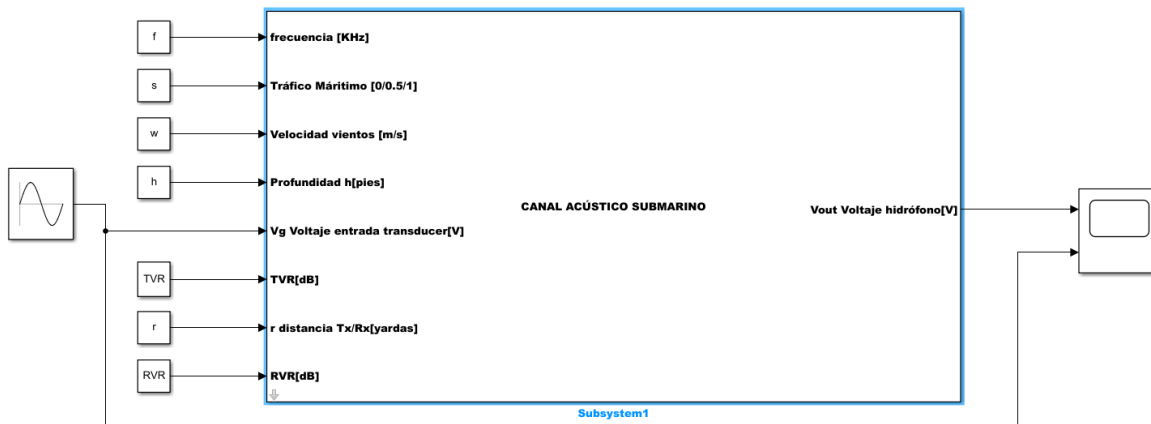 f
frecuencia [KHz]
s
Tráfico Máritimo [0/0.5/1]
w
Velocidad vientos [m/s]
h
Profundidad h[pies]
CANAL ACÚSTICO SUBMARINO
Vout Voltaje hidrófono[V]
Vg Voltaje entrada transducer[V]
TVR
TVR[dB]
r
r distancia Tx/Rx[yardas]
RVR
RVR[dB]
Subsystem1